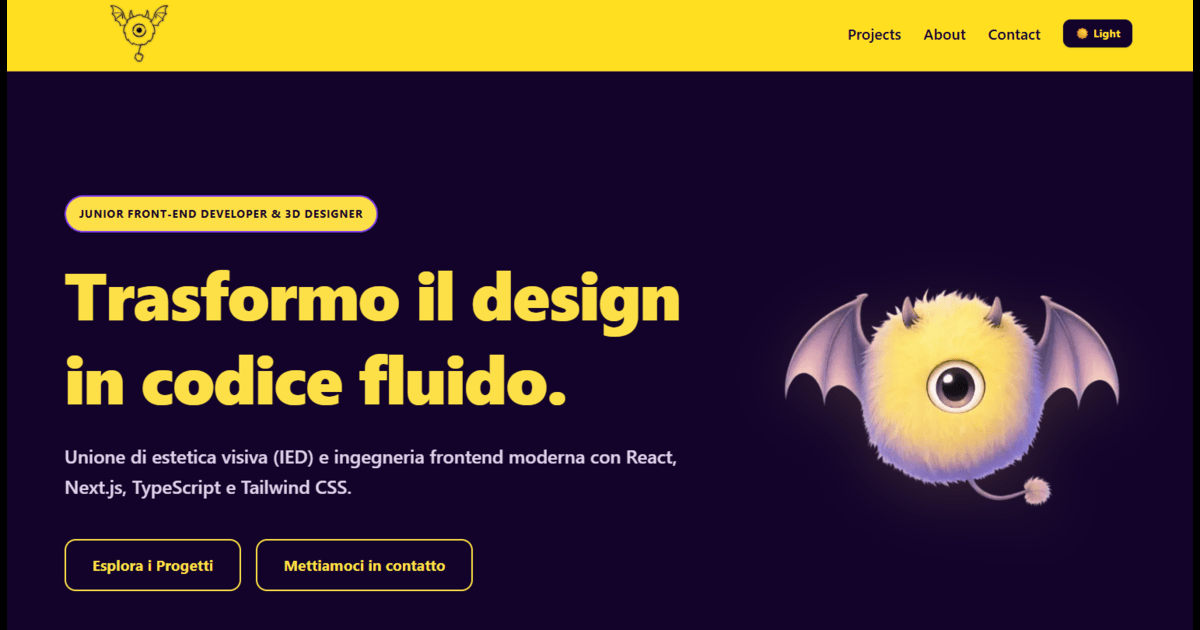 Projects
About
Contact
Light
JUNIOR FRONT-END DEVELOPER & 3D DESIGNER
Trasformo il design
in codice fluido.
Unione di estetica visiva (IED) e ingegneria frontend moderna con React,
Next.js, TypeScript e Tailwind CSS.
Esplora i Progetti
Mettiamoci in contatto